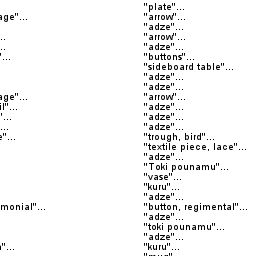 "plate"...
age"... "arrow"...
"adze"...
"arrow"...
"adze"...
"buttons"...
"sideboard table"...
"adze"...
"adze"...
age"... "arrow"...
"adze"...
"adze"...
"adze"...
"trough, bird"...
"textile piece, lace"...
"adze"...
"Toki pounamu"...
"vase"...
"kuru"...
"adze"...
monial"... "button, regimental"...
"adze"...
"toki pounamu"...
"adze"...
"kuru"...